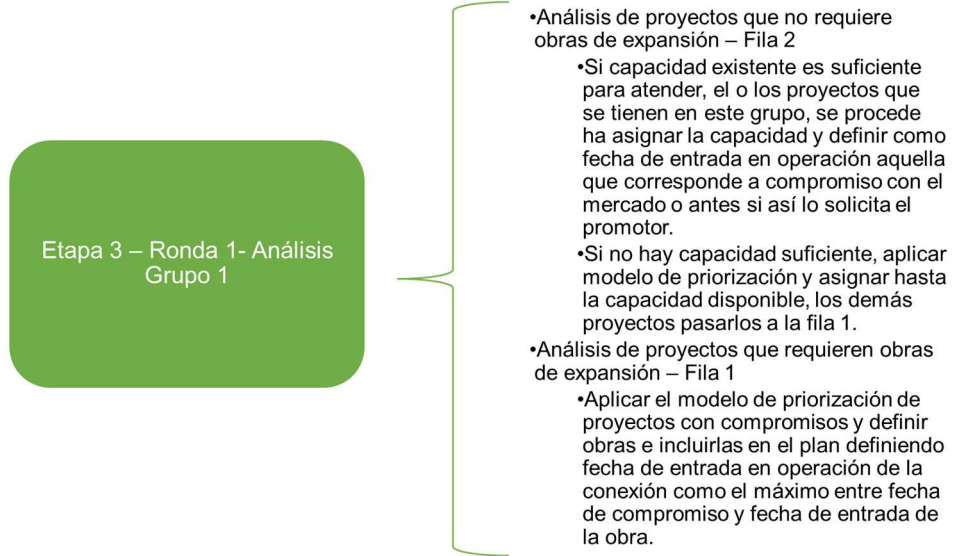 Etapa 3 – Ronda 1- Análisis
Grupo 1
•Análisis de proyectos que no requiere
obras de expansión – Fila 2
•Si capacidad existente es suficiente
para atender, el o los proyectos que
se tienen en este grupo, se procede
ha asignar la capacidad y definir como
fecha de entrada en operación aquella
que corresponde a compromiso con el
mercado o antes si así lo solicita el
promotor.
•Si no hay capacidad suficiente, aplicar
modelo de priorización y asignar hasta
la capacidad disponible, los demás
proyectos pasarlos a la fila 1.
•Análisis de proyectos que requieren obras
de expansión – Fila 1
•Aplicar el modelo de priorización de
proyectos con compromisos y definir
obras e incluirlas en el plan definiendo
fecha de entrada en operación de la
conexión como el máximo entre fecha
de compromiso y fecha de entrada de
la obra.